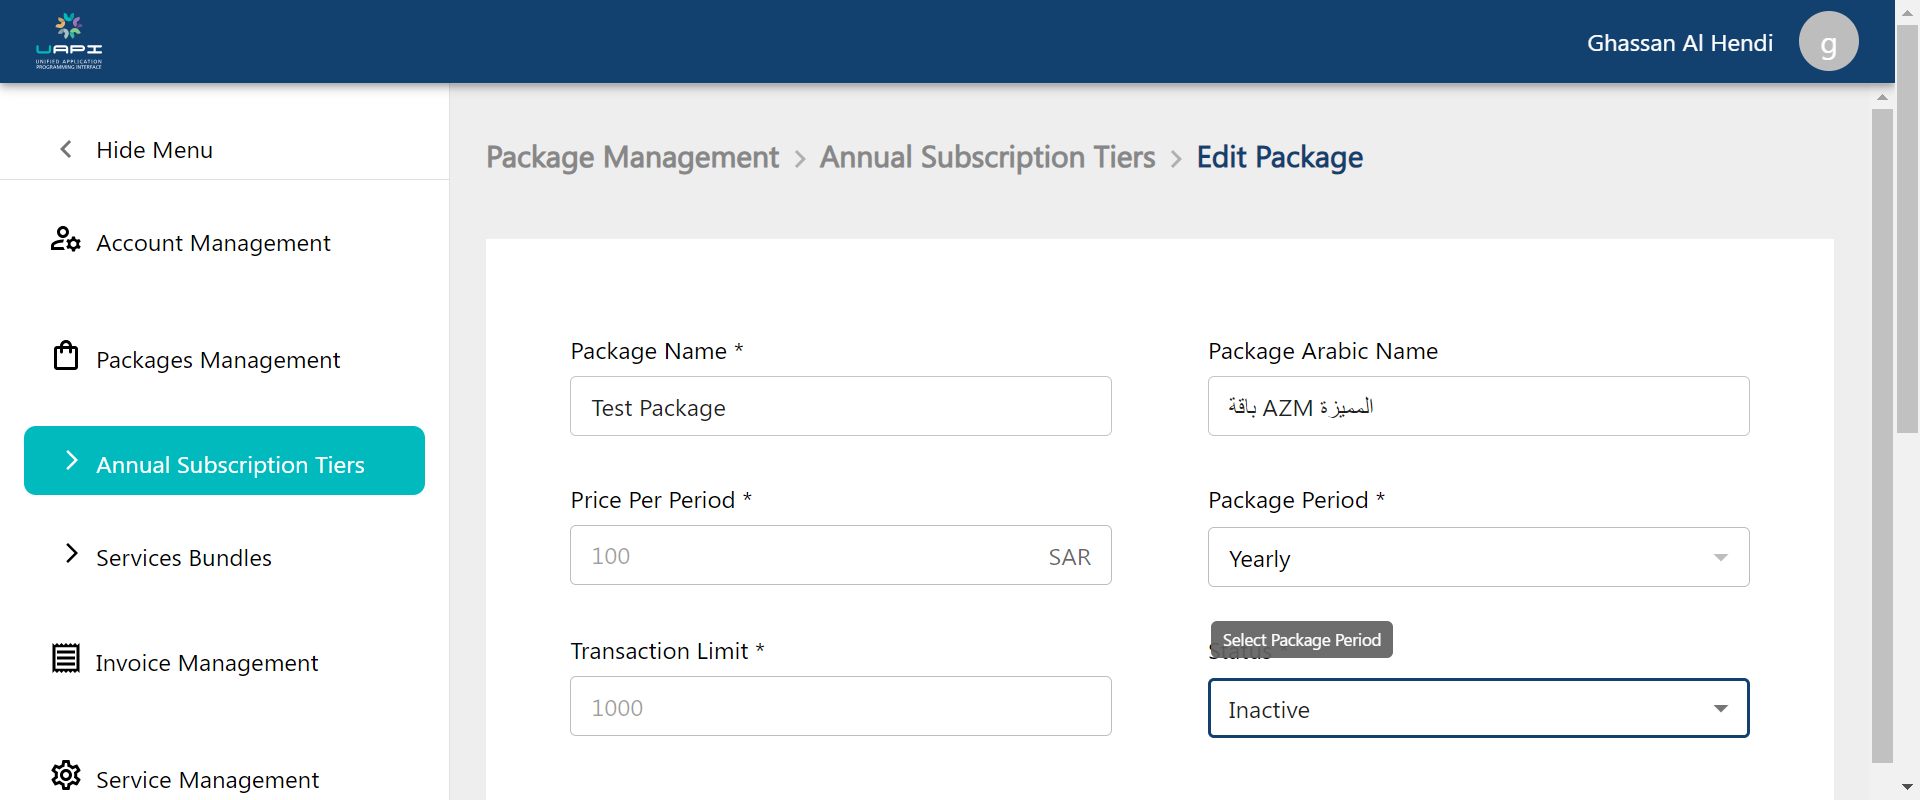 UAPI
UNIFIED APPLICATION
PROGRAMMING INTERFACE
Ghassan Al Hendi
g
Hide Menu
Account Management
Packages Management
Annual Subscription Tiers
Services Bundles
Invoice Management
Service Management
Package Management > Annual Subscription Tiers > Edit Package
Package Name *
Test Package
Package Arabic Name
باقة AZM المميزة
Price Per Period *
100 SAR
Package Period *
Yearly
Select Package Period
Transaction Limit *
1000
Status *
Inactive